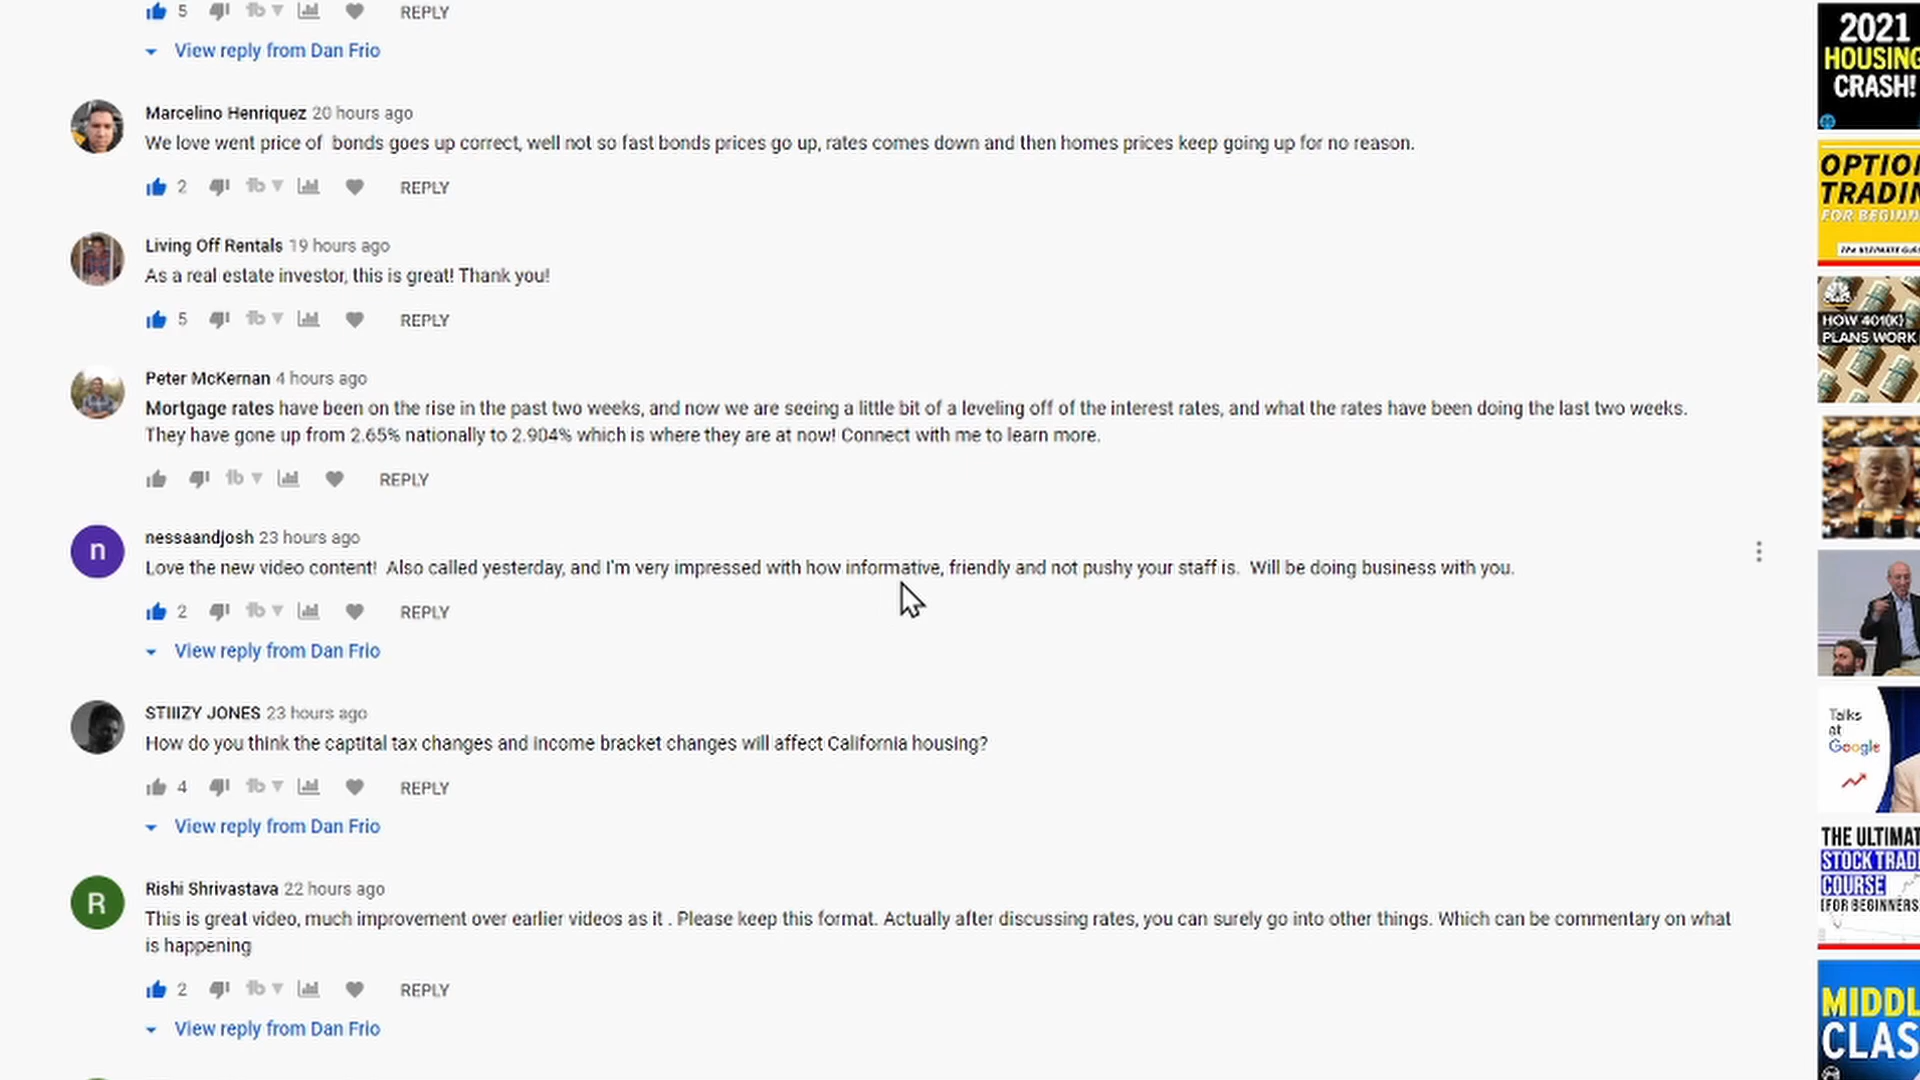 5 REPLY
View reply from Dan Frio
Marcelino Henriquez 20 hours ago
We love went price of bonds goes up correct, well not so fast bonds prices go up, rates comes down and then homes prices keep going up for no reason.
2 REPLY
Living Off Rentals 19 hours ago
As a real estate investor, this is great! Thank you!
5 REPLY
Peter McKernan 4 hours ago
Mortgage rates have been on the rise in the past two weeks, and now we are seeing a little bit of a leveling off of the interest rates, and what the rates have been doing the last two weeks.
They have gone up from 2.65% nationally to 2.904% which is where they are at now! Connect with me to learn more.
REPLY
n
nessaandjosh 23 hours ago
Love the new video content! Also called yesterday, and I'm very impressed with how informative, friendly and not pushy your staff is. Will be doing business with you.
2 REPLY
View reply from Dan Frio
STIIIZY JONES 23 hours ago
How do you think the captital tax changes and income bracket changes will affect California housing?
4 REPLY
View reply from Dan Frio
R
Rishi Shrivastava 22 hours ago
This is great video, much improvement over earlier videos as it . Please keep this format. Actually after discussing rates, you can surely go into other things. Which can be commentary on what
is happening
2 REPLY
View reply from Dan Frio
2021
HOUSING
CRASH!
OPTIO
TRADIN
FOR BEGINN
HOW 401(K)
PLANS WORK
Talks
at
Google
THE ULTIMAT
STOCK TRAD
COURSE
[FOR BEGINNERS
MIDDL
CLAS